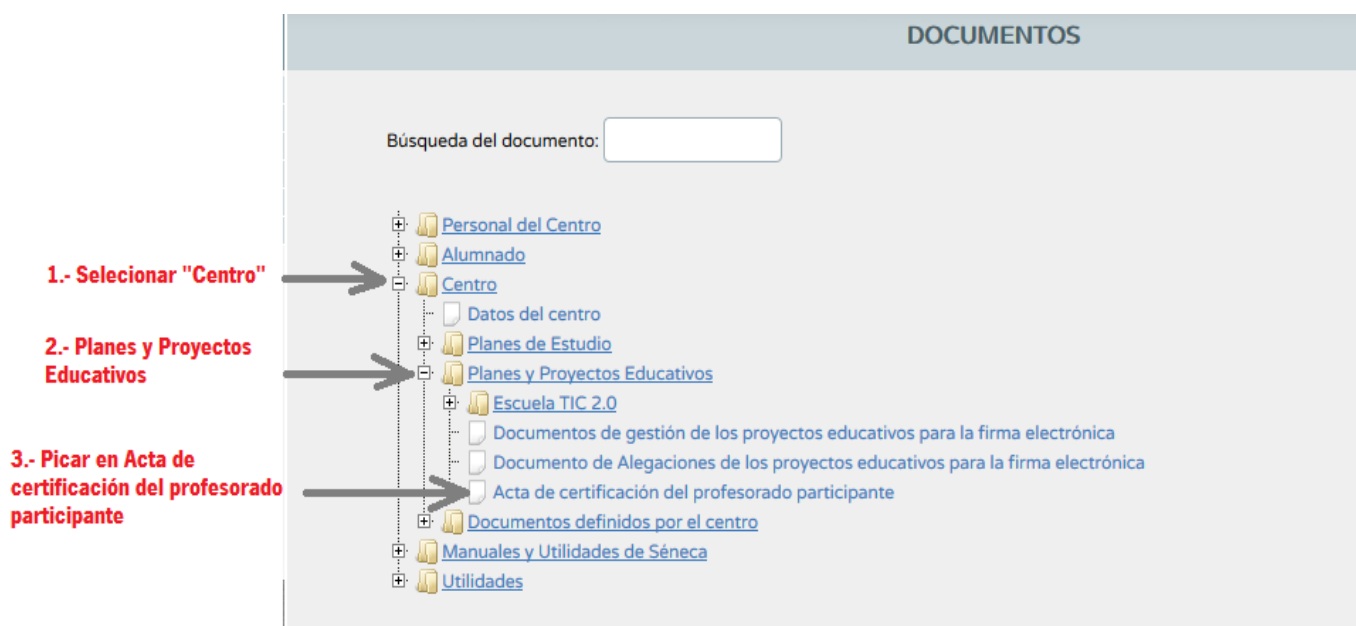 DOCUMENTOS
Búsqueda del documento:
Personal del Centro
Alumnado
1.- Selecionar "Centro"
Centro
Datos del centro
2.- Planes y Proyectos
Educativos
Planes de Estudio
Planes y Proyectos Educativos
Escuela TIC 2.0
Documentos de gestión de los proyectos educativos para la firma electrónica
Documento de Alegaciones de los proyectos educativos para la firma electrónica
3.- Picar en Acta de
certificación del profesorado
participante
Acta de certificación del profesorado participante
Documentos definidos por el centro
Manuales y Utilidades de Séneca
Utilidades